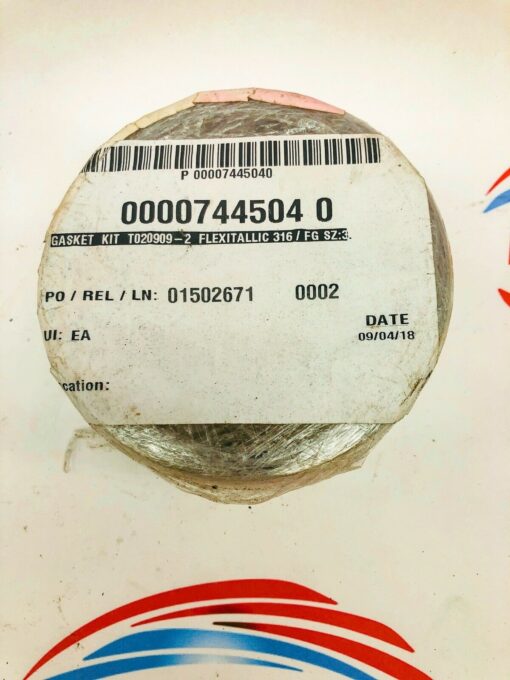 P 00007445040
0000744504 0
GASKET KIT T020909-2 FLEXITALLIC 316 / FG SZ:3
PO / REL / LN: 01502671 0002
UI: EA
DATE
09/04/18
cation: